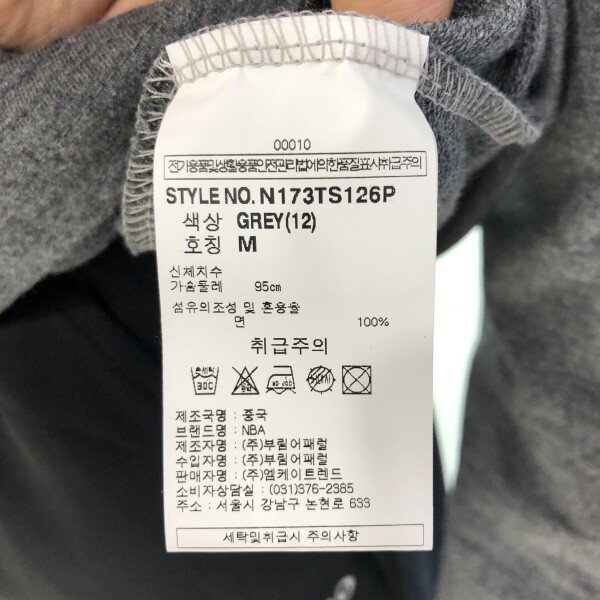 00010
전기용품및생활용품안전관리법에의한품질표시취급주의
STYLE NO. N173TS126P
색상 GREY(12)
호칭 M
신체치수
가슴둘레 95cm
섬유의조성 및 혼용율
면 100%
취급주의
30C
제조국명 : 중국
브랜드명 : NBA
제조자명 : (주)부림어패럴
수입자명 : (주)부림어패럴
판매자명 : (주)엠케이트렌드
소비자상담실 : (031)376-2385
주소 : 서울시 강남구 논현로 633
세탁및취급시 주의사항